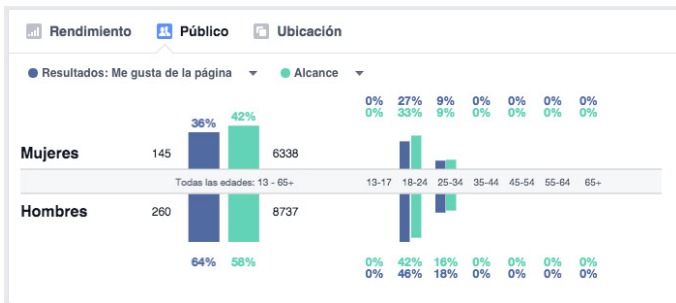 Rendimiento Público Ubicación
Resultados: Me gusta de la página Alcance
0% 27% 9% 0% 0% 0% 0%
36% 42% 0% 33% 9% 0% 0% 0% 0%
Mujeres 145 6338
Todas las edades: 13 - 65+ 13-17 18-24 25-34 35-44 45-54 55-64 65+
Hombres 260 8737
64% 58% 0% 42% 16% 0% 0% 0% 0%
0% 46% 18% 0% 0% 0% 0%